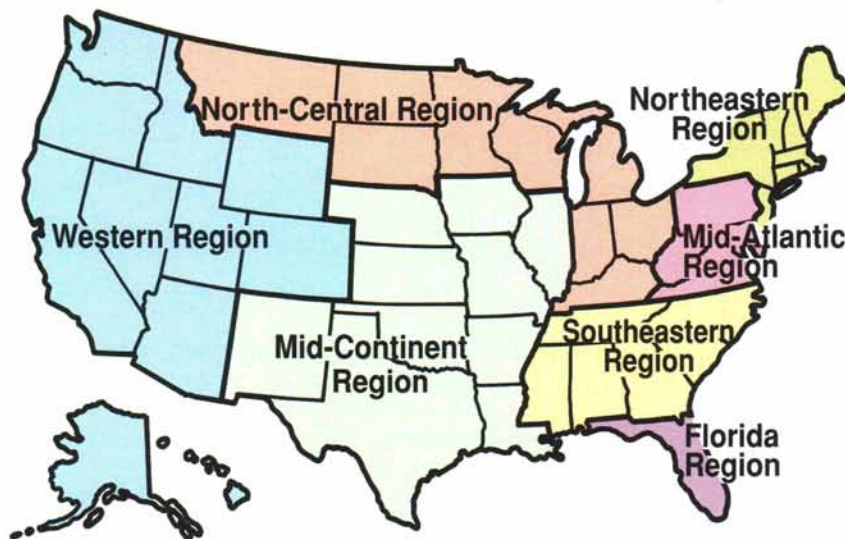 North-Central Region
Northeastern
Region
Western Region
Mid-Atlantic
Region
Mid-Continent
Region
Southeastern
Region
Florida
Region